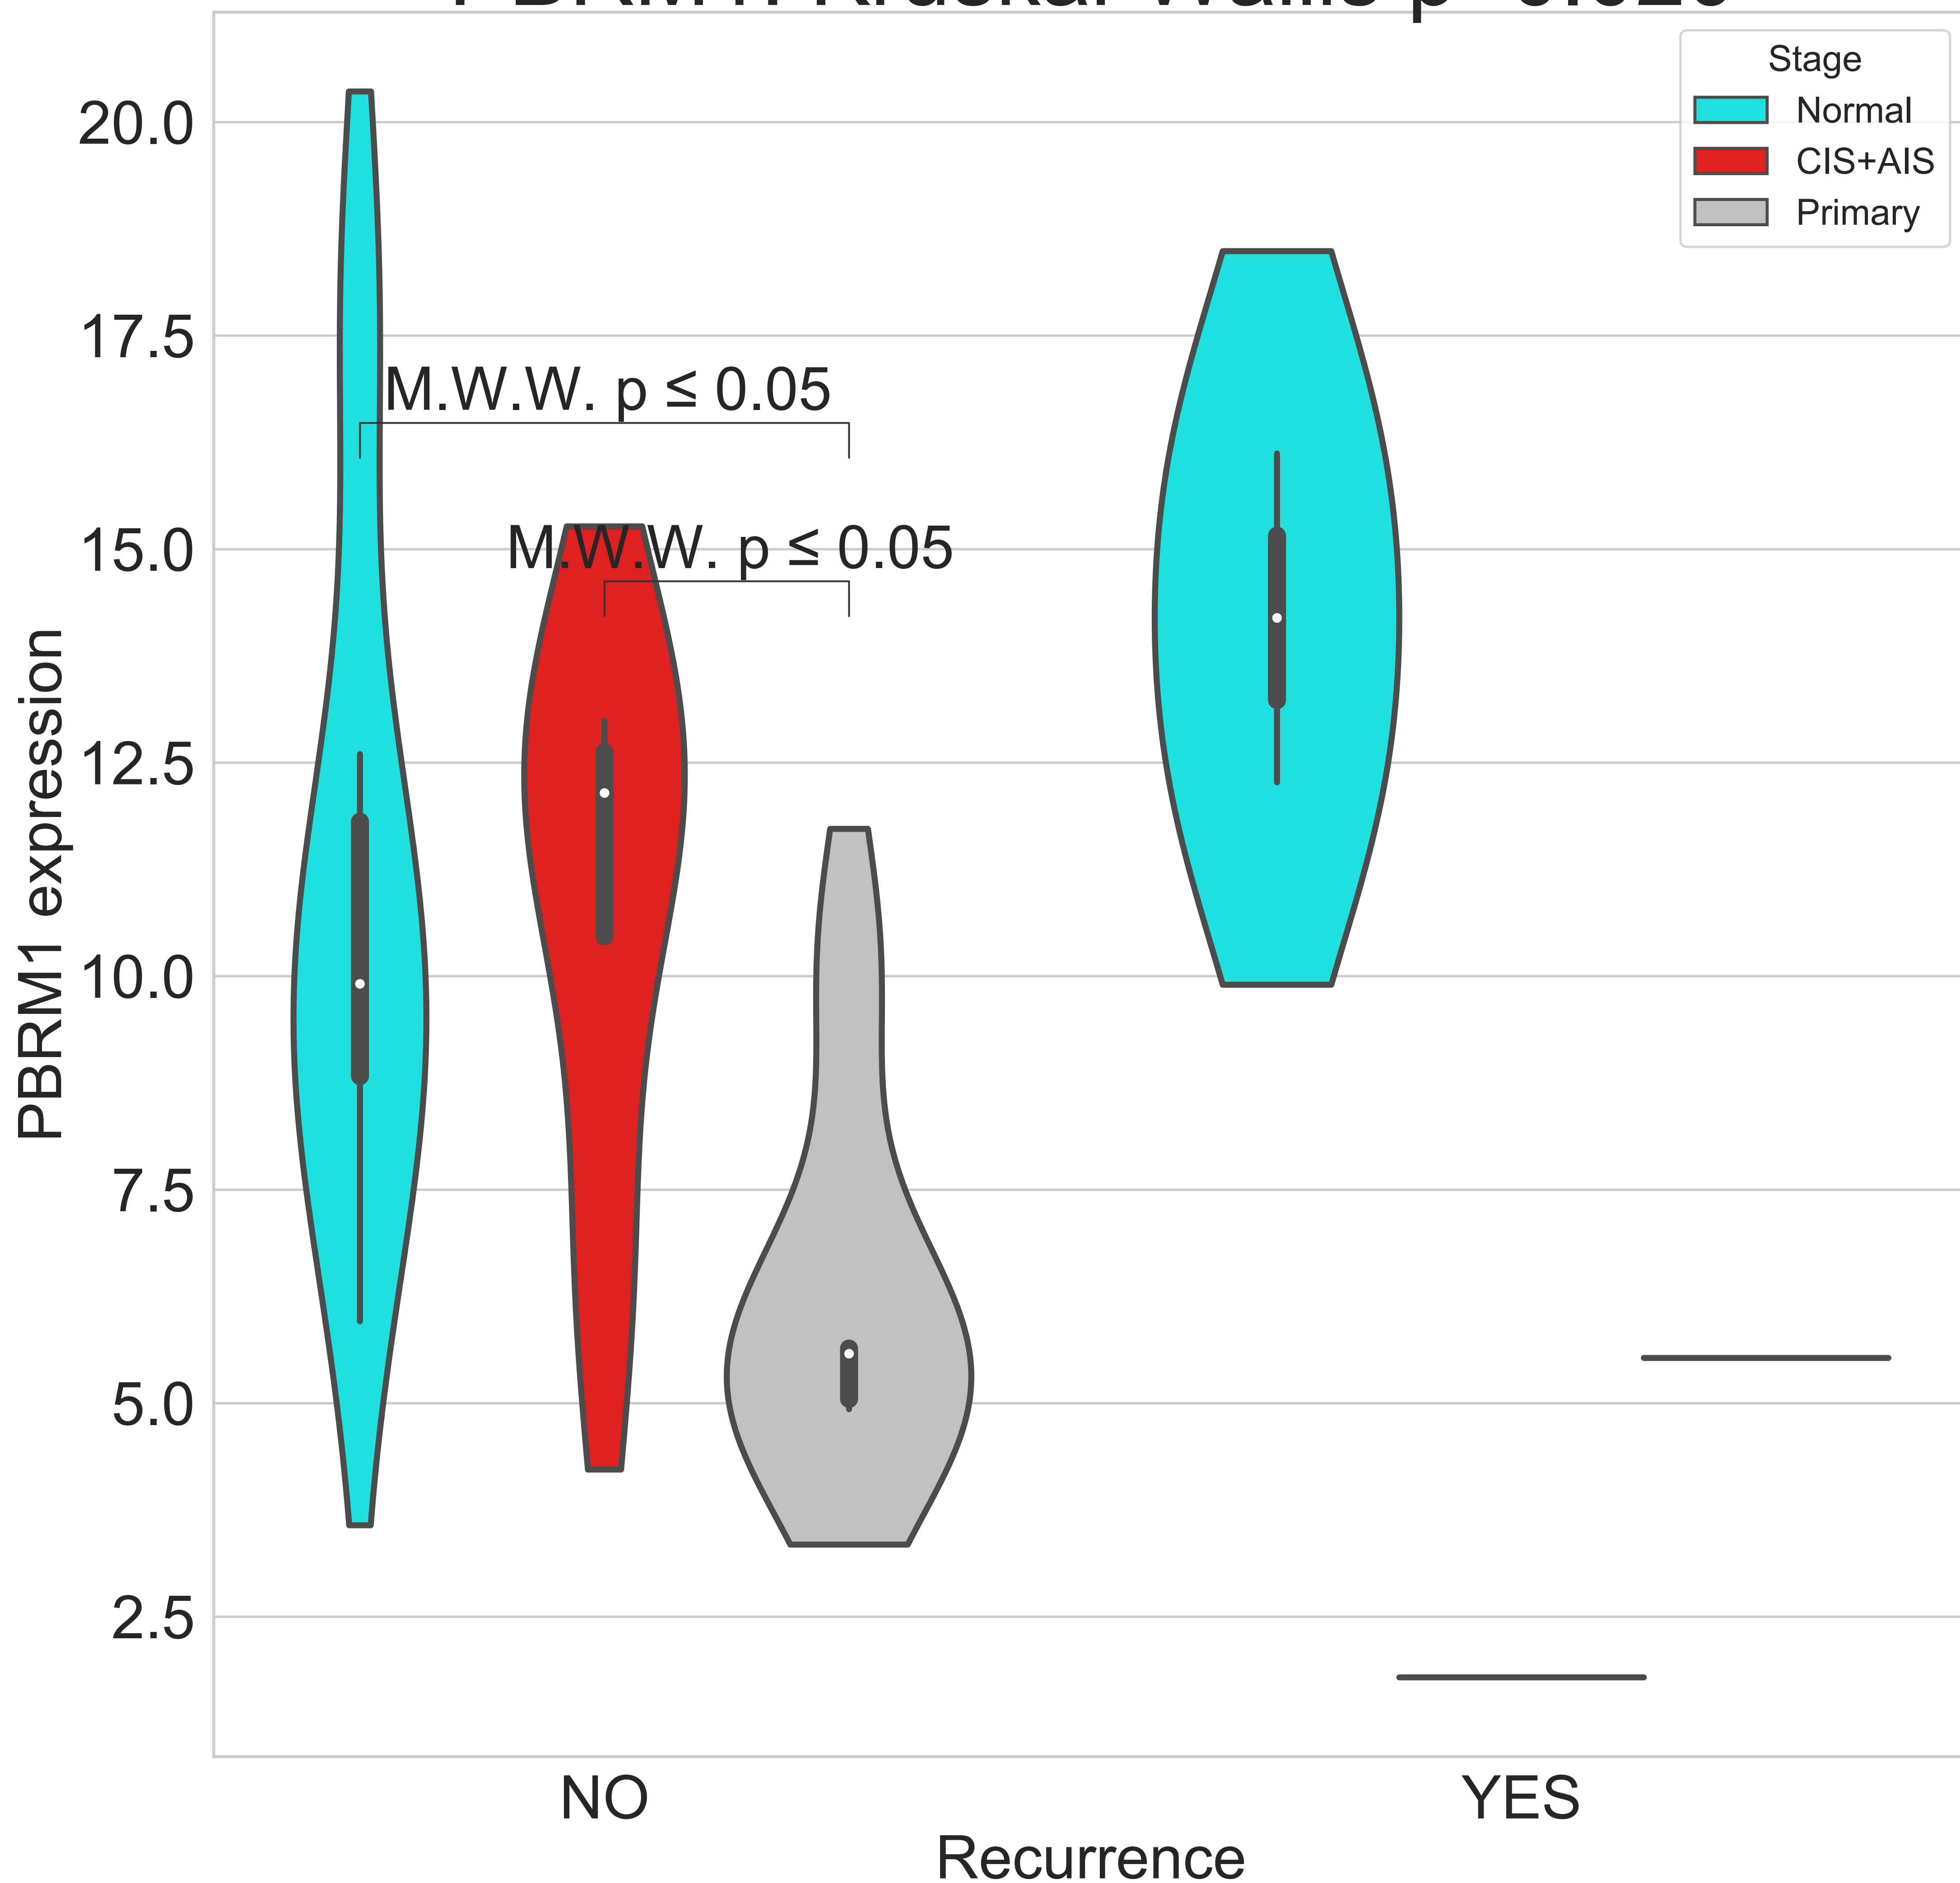 Stage
Normal
CIS+AIS
Primary
20.0
17.5
15.0
12.5
10.0
7.5
5.0
2.5
PBRM1 expression
M.W.W. p ≤ 0.05
M.W.W. p ≤ 0.05
NO
YES
Recurrence